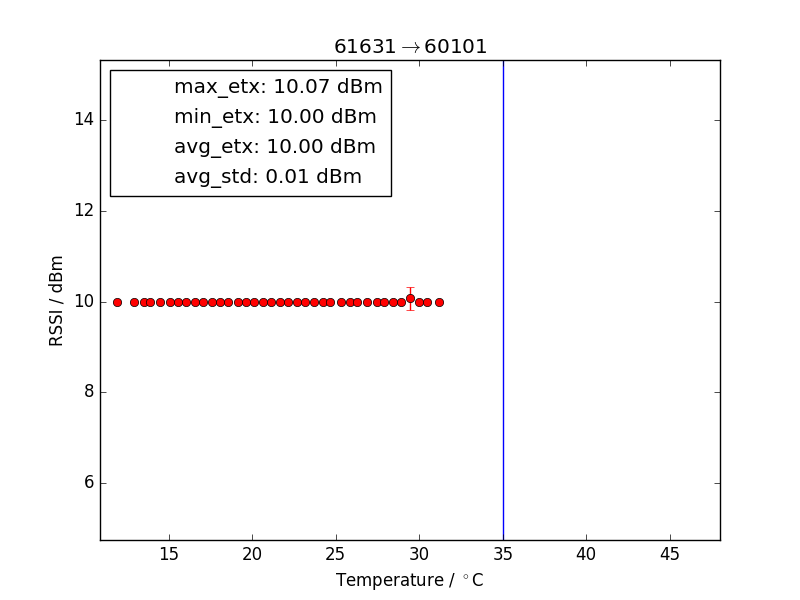 61631→60101
max_etx: 10.07 dBm
min_etx: 10.00 dBm
avg_etx: 10.00 dBm
avg_std: 0.01 dBm
RSSI / dBm
14
12
10
8
6
15 20 25 30 35 40 45
Temperature / °C